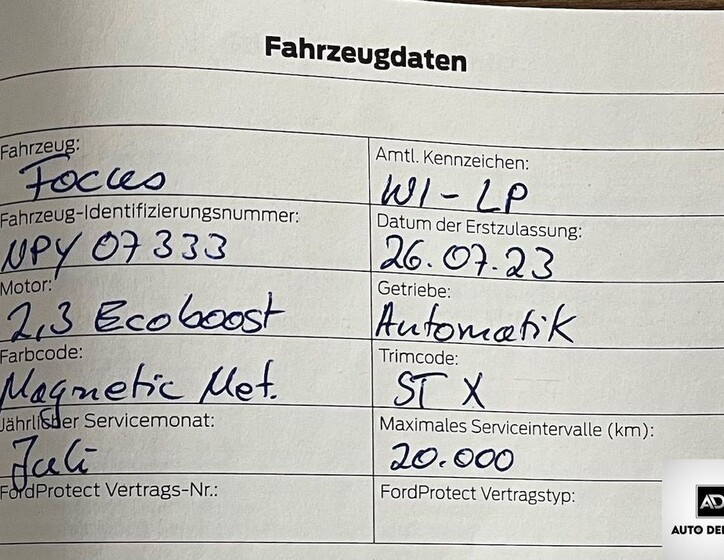 Fahrzeugdaten
Fahrzeug: Amtl. Kennzeichen:
Focus WI - LP
Fahrzeug-Identifizierungsnummer: Datum der Erstzulassung:
NPY 07333 26.07.23
Motor: Getriebe:
2,3 Ecoboost Automatik
Farbcode: Trimcode:
Magnetic Met. ST X
Jährlicher Servicemonat: Maximales Serviceintervalle (km):
Juli 20.000
FordProtect Vertrags-Nr.: FordProtect Vertragstyp:
AD
AUTO DE